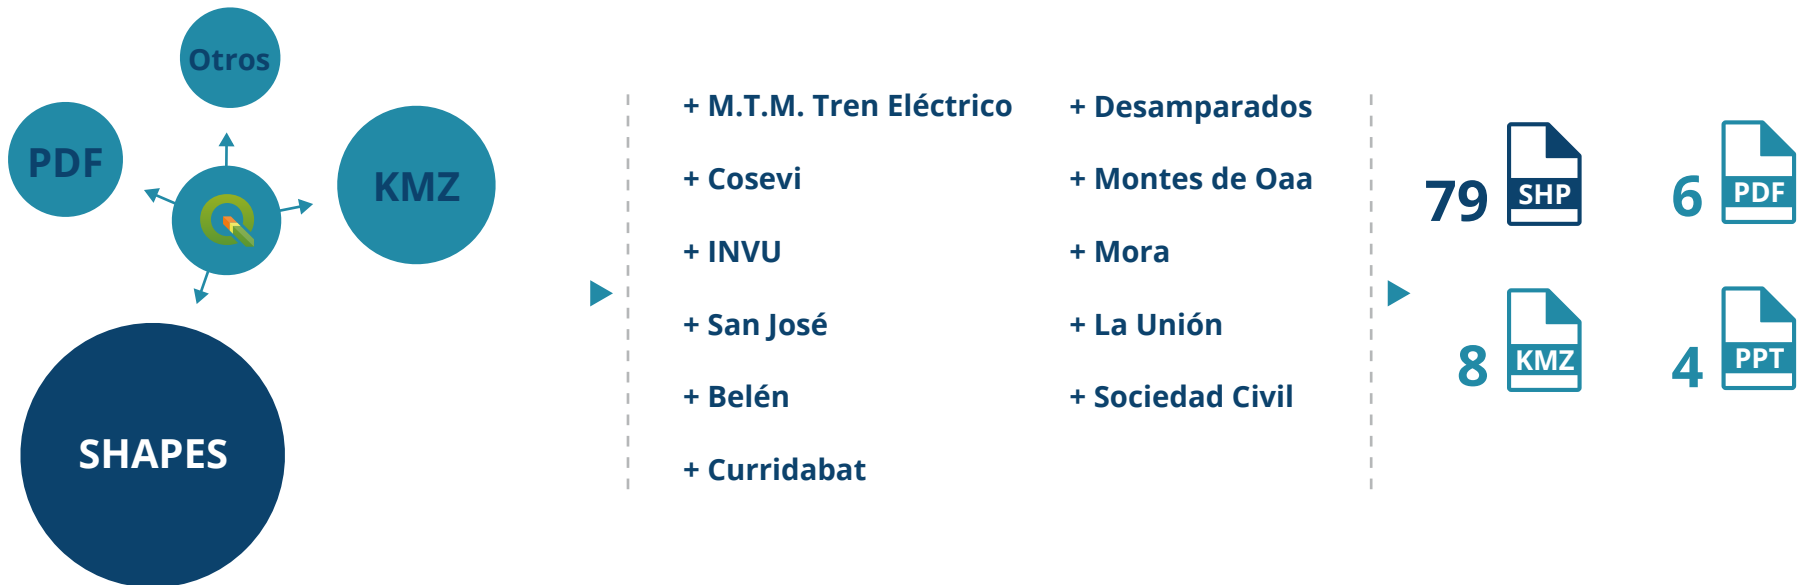 Otros
PDF
KMZ
SHAPES
+ M.T.M. Tren Eléctrico
+ Cosevi
+ INVU
+ San José
+ Belén
+ Curridabat
+ Desamparados
+ Montes de Oaa
+ Mora
+ La Unión
+ Sociedad Civil
79 SHP
6 PDF
8 KMZ
4 PPT